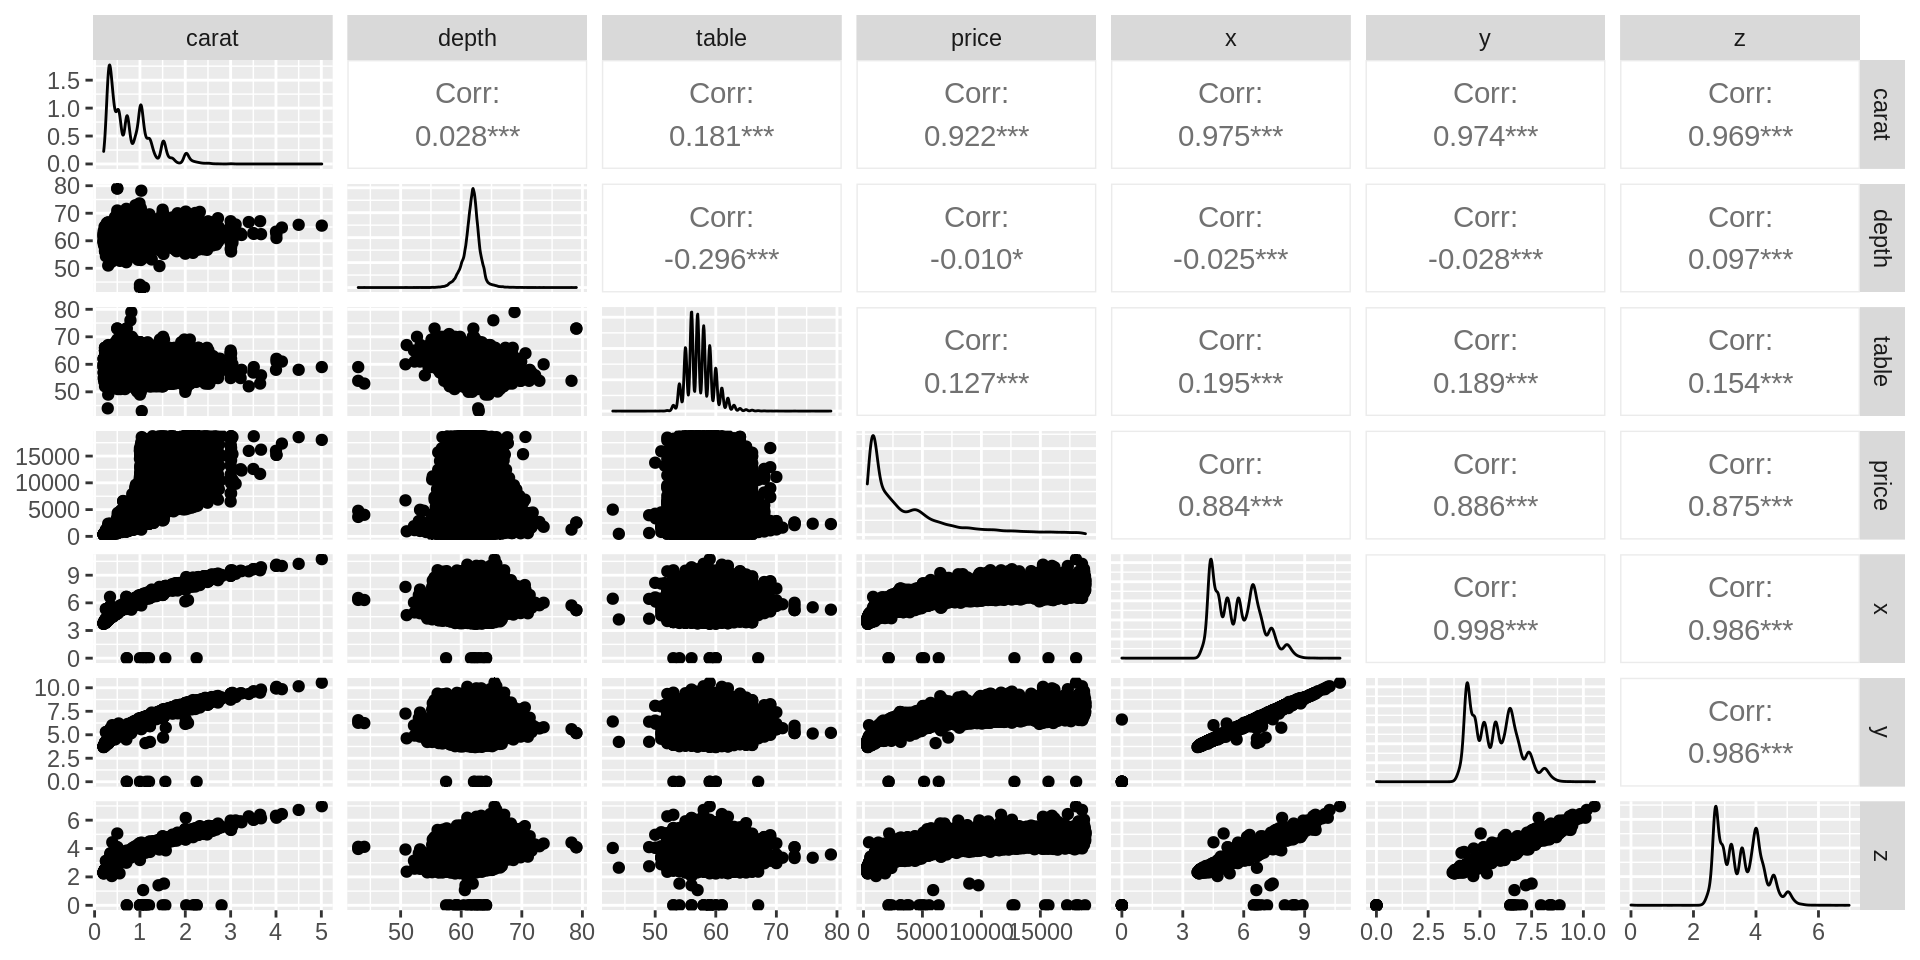 carat depth table price x y z
1.5
1.0
0.5
0.0
Corr: Corr: Corr: Corr: Corr: Corr:
0.028*** 0.181*** 0.922*** 0.975*** 0.974*** 0.969***
carat
80
70
60
50
Corr: Corr: Corr: Corr: Corr:
-0.296*** -0.010* -0.025*** -0.028*** 0.097***
depth
80
70
60
50
Corr: Corr: Corr: Corr:
0.127*** 0.195*** 0.189*** 0.154***
table
15000
10000
5000
0
Corr: Corr: Corr:
0.884*** 0.886*** 0.875***
price
9
6
3
0
Corr: Corr:
0.998*** 0.986***
x
10.0
7.5
5.0
2.5
0.0
Corr:
0.986***
y
6
4
2
0
z
0 1 2 3 4 5 50 60 70 80 50 60 70 80 0 5000 10000 15000 0 3 6 9 0.0 2.5 5.0 7.5 10.0 0 2 4 6